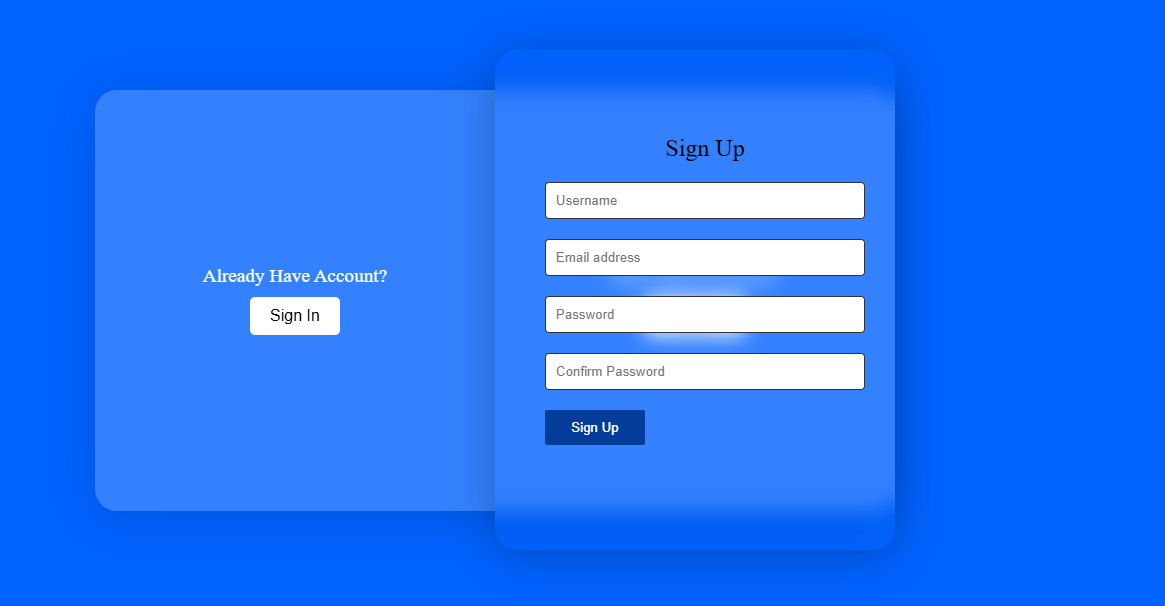 Already Have Account?
Sign In
Sign Up
Username
Email address
Password
Confirm Password
Sign Up